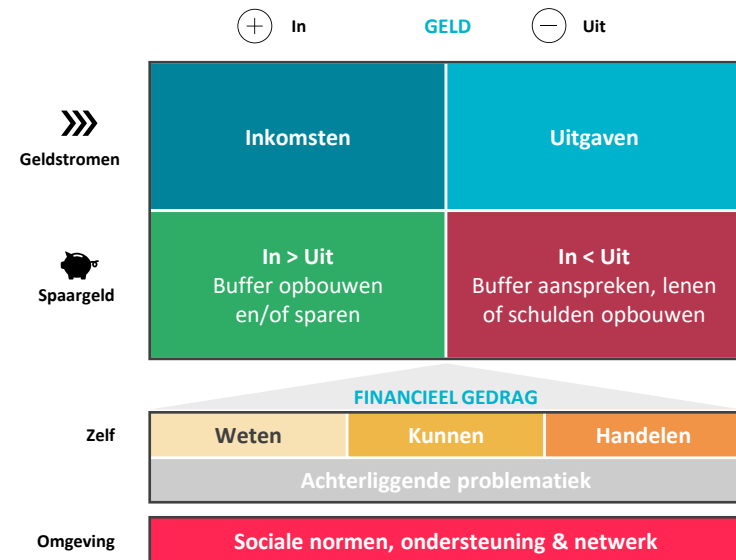 In GELD Uit
Geldstromen
Inkomsten
Uitgaven
Spaargeld
In > Uit
Buffer opbouwen
en/of sparen
In < Uit
Buffer aanspreken, lenen
of schulden opbouwen
FINANCIEEL GEDRAG
Zelf
Weten
Kunnen
Handelen
Achterliggende problematiek
Omgeving
Sociale normen, ondersteuning & netwerk